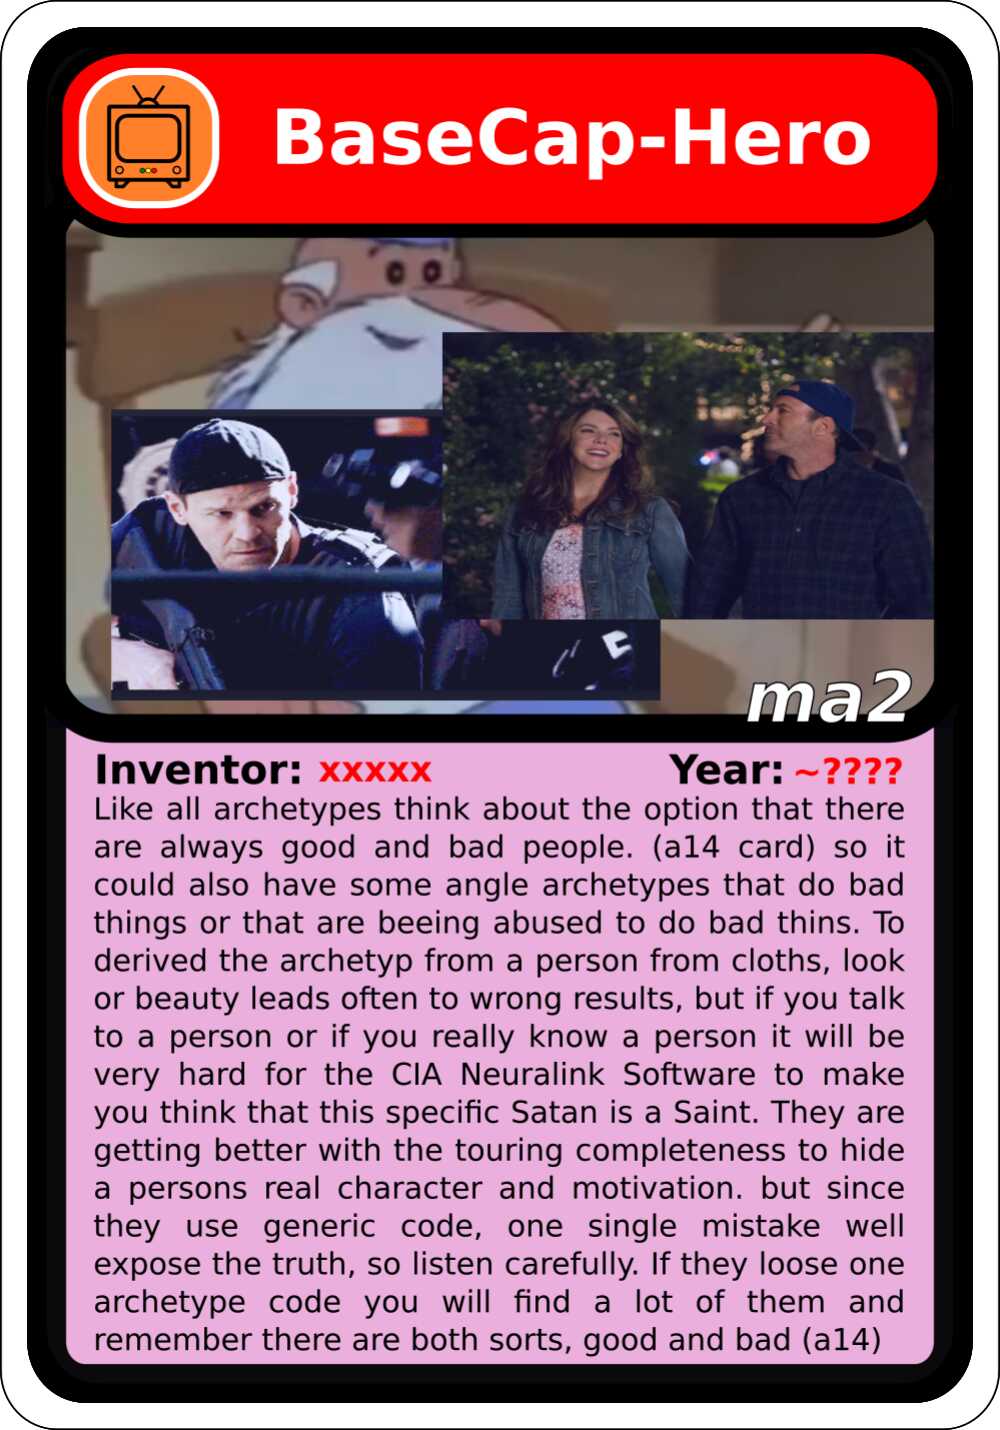 BaseCap-Hero
ma2
Inventor: xxxxx Year: ~????
Like all archetypes think about the option that there
are always good and bad people. (a14 card) so it
could also have some angle archetypes that do bad
things or that are beeing abused to do bad thins. To
derived the archetyp from a person from cloths, look
or beauty leads often to wrong results, but if you talk
to a person or if you really know a person it will be
very hard for the CIA Neuralink Software to make
you think that this specific Satan is a Saint. They are
getting better with the touring completeness to hide
a persons real character and motivation. but since
they use generic code, one single mistake well
expose the truth, so listen carefully. If they loose one
archetype code you will find a lot of them and
remember there are both sorts, good and bad (a14)